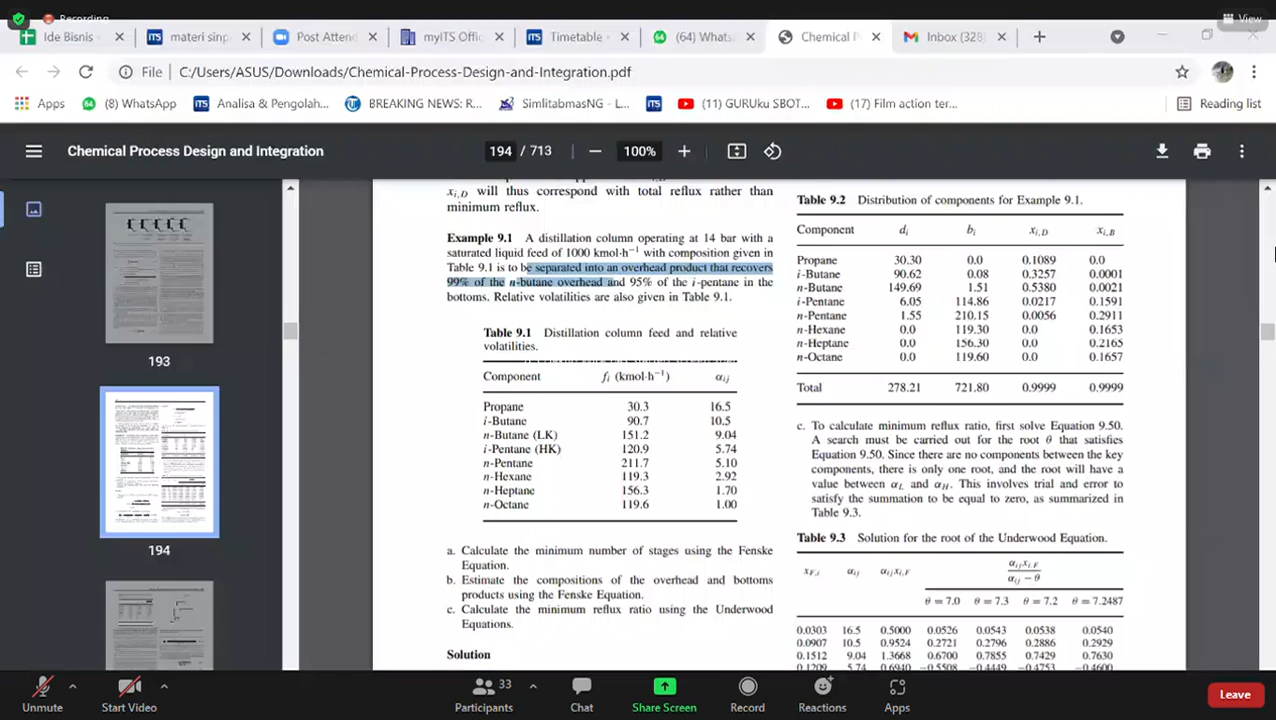 Recording
View
Ide Bisnis -
materi sinp
Post Atten
myITS Offi
Timetable
(64) Whats
Chemical P
Inbox (328
File C:/Users/ASUS/Downloads/Chemical-Process-Design-and-Integration.pdf
Apps (8) WhatsApp Analisa & Pengolah... BREAKING NEWS: R... SimlitabmasNG - L... (11) GURUku SBOT... (17) Film action ter... Reading list
Chemical Process Design and Integration
194 / 713 100%
193
194
xi,D will thus correspond with total reflux rather than
minimum reflux.
Example 9.1 A distillation column operating at 14 bar with a
saturated liquid feed of 1000 kmol·h−1 with composition given in
Table 9.1 is to be separated into an overhead product that recovers
99% of the n-butane overhead and 95% of the i-pentane in the
bottoms. Relative volatilities are also given in Table 9.1.
Table 9.1 Distillation column feed and relative
volatilities.
Component fi (kmol·h−1) αij
Propane 30.3 16.5
i-Butane 90.7 10.5
n-Butane (LK) 151.2 9.04
i-Pentane (HK) 120.9 5.74
n-Pentane 211.7 5.10
n-Hexane 119.3 2.92
n-Heptane 156.3 1.70
n-Octane 119.6 1.00
a. Calculate the minimum number of stages using the Fenske
Equation.
b. Estimate the compositions of the overhead and bottoms
products using the Fenske Equation.
c. Calculate the minimum reflux ratio using the Underwood
Equations.
Solution
Table 9.2 Distribution of components for Example 9.1.
Component di bi xi,D xi,B
Propane 30.30 0.0 0.1089 0.0
i-Butane 90.62 0.08 0.3257 0.0001
n-Butane 149.69 1.51 0.5380 0.0021
i-Pentane 6.05 114.86 0.0217 0.1591
n-Pentane 1.55 210.15 0.0056 0.2911
n-Hexane 0.0 119.30 0.0 0.1653
n-Heptane 0.0 156.30 0.0 0.2165
n-Octane 0.0 119.60 0.0 0.1657
Total 278.21 721.80 0.9999 0.9999
c. To calculate minimum reflux ratio, first solve Equation 9.50.
A search must be carried out for the root θ that satisfies
Equation 9.50. Since there are no components between the key
components, there is only one root, and the root will have a
value between αL and αH. This involves trial and error to
satisfy the summation to be equal to zero, as summarized in
Table 9.3.
Table 9.3 Solution for the root of the Underwood Equation.
xF,i αij αijxi,F αijxi,F / αij − θ
θ = 7.0 θ = 7.3 θ = 7.2 θ = 7.2487
0.0303 16.5 0.5000 0.0526 0.0543 0.0538 0.0540
0.0907 10.5 0.9524 0.2721 0.2976 0.2886 0.2929
0.1512 9.04 1.3668 0.6700 0.7855 0.7429 0.7630
0.1209 5.74 0.6940 −0.5508 −0.4449 −0.4753 −0.4600
Unmute
Start Video
33
Participants
Chat
Share Screen
Record
Reactions
Apps
Leave